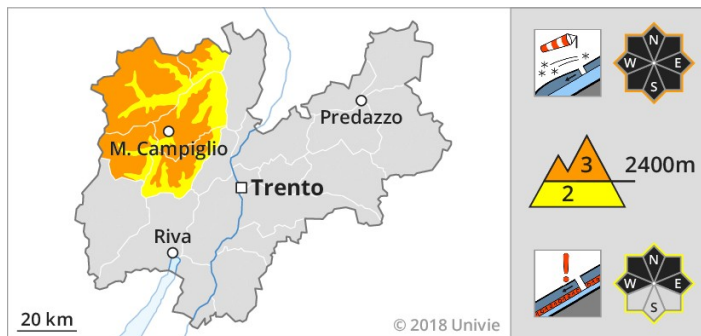 M. Campiglio
Predazzo
Trento
Riva
20 km
© 2018 Univie
N
W E
S
3 2400m
2
!
N
W E
S